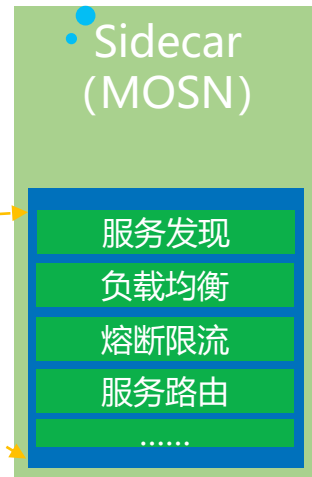 Sidecar
（MOSN）
服务发现
负载均衡
熔断限流
服务路由
......